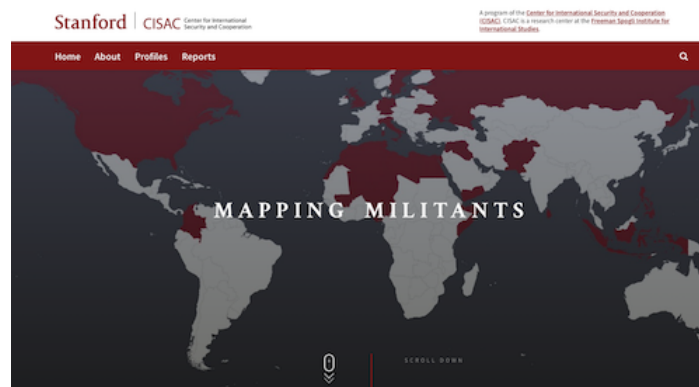 Stanford CISAC Center for International
Security and Cooperation
A program of the Center for International Security and Cooperation
(CISAC). CISAC is a research center at the Freeman Spogli Institute for
International Studies.
Home About Profiles Reports
MAPPING MILITANTS
SCROLL DOWN